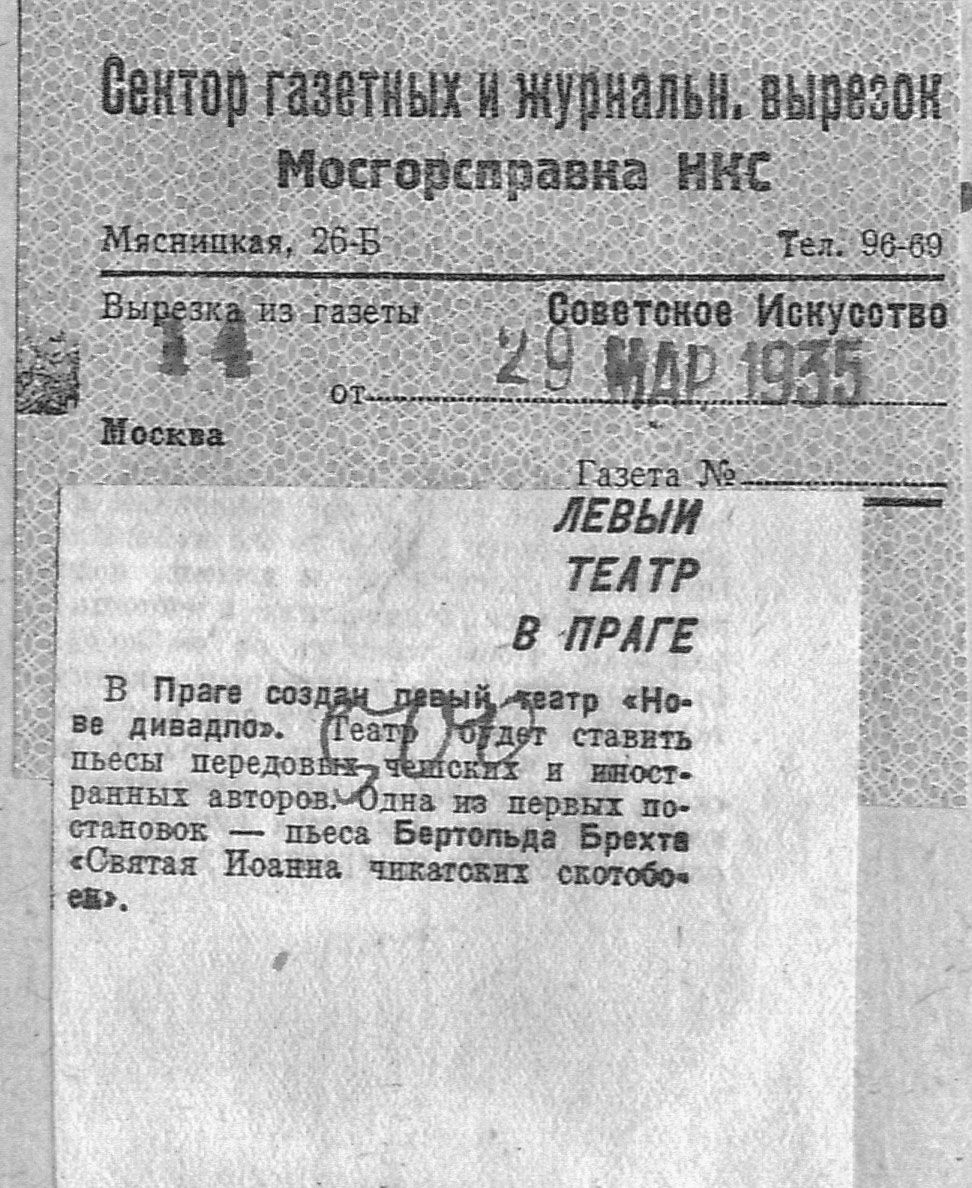 Сектор газетных и журнальн. вырезок
Мосгорсправка НКС
Мясницкая, 26-Б Тел. 96-69
Вырезка из газеты Советское Искусство
14
от 29 МАР 1935
Москва
Газета №
ЛЕВЫЙ
ТЕАТР
В ПРАГЕ
В Праге создан левый театр «Но-
ве дивадло». Театр будет ставить
пьесы передовых чешских и иност-
ранных авторов. Одна из первых по-
становок — пьеса Бертольда Брехта
«Святая Иоанна чикатских скотобо-
ен».